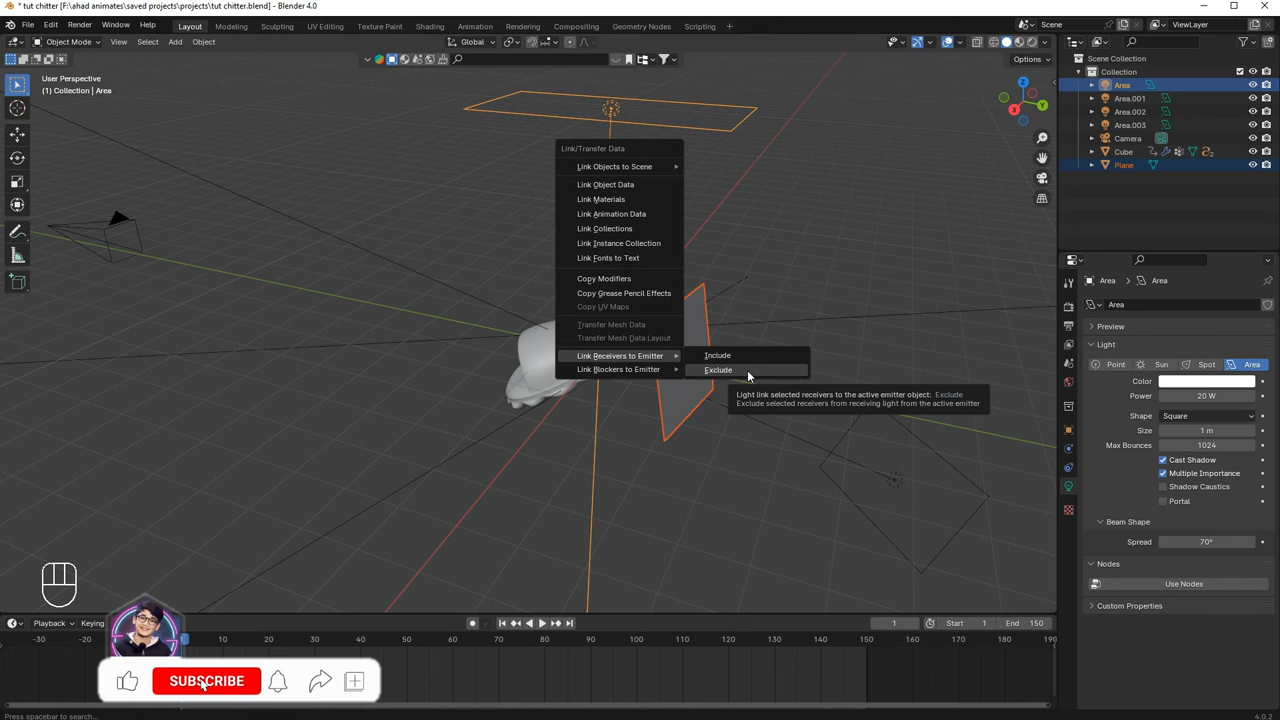 * tut chitter [F:\ahad animates\saved projects\projects\tut chitter.blend] - Blender 4.0
File Edit Render Window Help
Layout Modeling Sculpting UV Editing Texture Paint Shading Animation Rendering Compositing Geometry Nodes Scripting +
Scene
ViewLayer
Object Mode View Select Add Object
Global
Options
User Perspective
(1) Collection | Area
X
Y
Z
Link/Transfer Data
Link Objects to Scene
Link Object Data
Link Materials
Link Animation Data
Link Collections
Link Instance Collection
Link Fonts to Text
Copy Modifiers
Copy Grease Pencil Effects
Copy UV Maps
Transfer Mesh Data
Transfer Mesh Data Layout
Link Receivers to Emitter
Link Blockers to Emitter
Include
Exclude
Light link selected receivers to the active emitter object: Exclude
Exclude selected receivers from receiving light from the active emitter
Scene Collection
Collection
Area
Area.001
Area.002
Area.003
Camera
Cube 2
Plane
Area Area
Area
Preview
Light
Point Sun Spot Area
Color
Power 20 W
Shape Square
Size 1 m
Max Bounces 1024
Cast Shadow
Multiple Importance
Shadow Caustics
Portal
Beam Shape
Spread 70°
Nodes
Use Nodes
Custom Properties
Playback Keying
1 Start 1 End 150
-30 -20 10 20 30 40 50 60 70 80 90 100 110 120 130 140 150 160 170 180 190
SUBSCRIBE
Press spacebar to search...
4.0.2